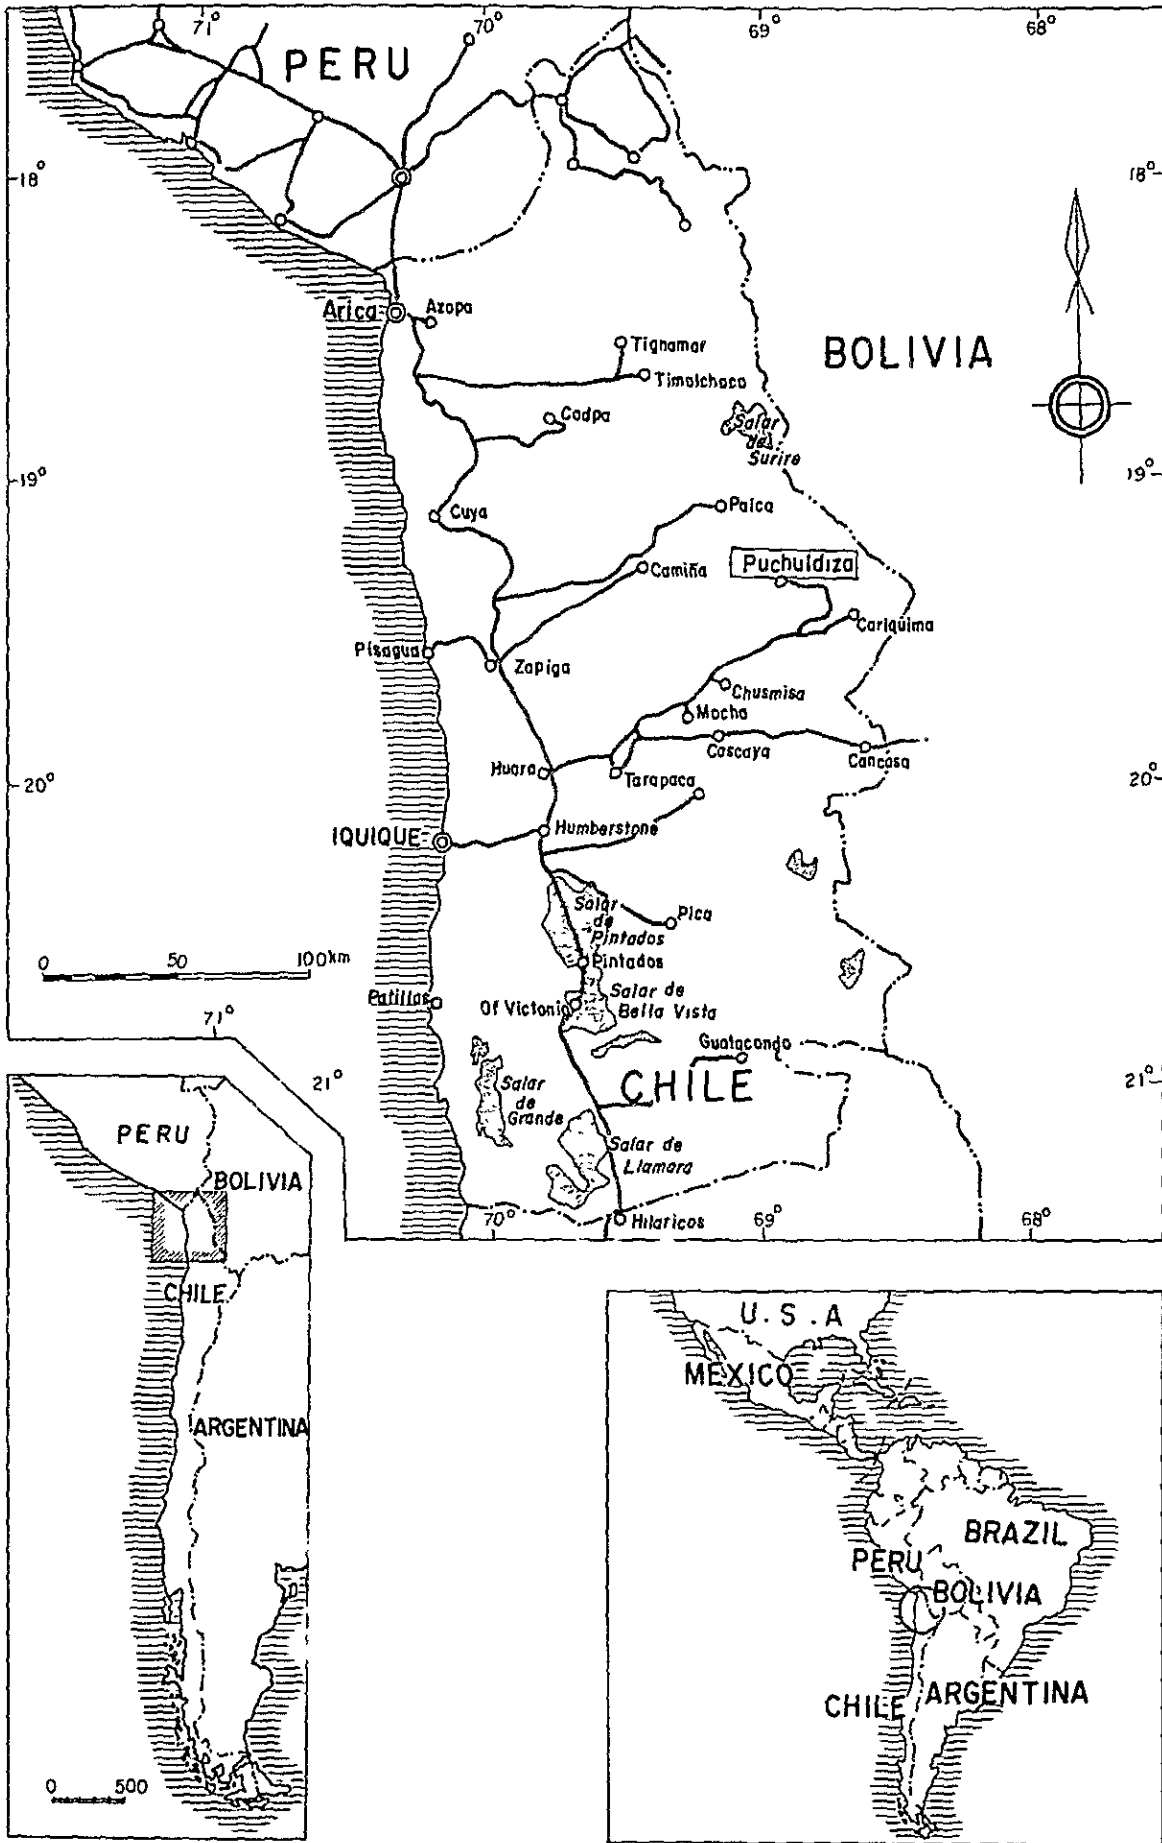 71°
70°
69°
68°
PERU
18°
18°
Arica
Azapa
BOLIVIA
Tignamar
Timalchaca
Codpa
Salar
de
Surire
19°
19°
Cuya
Palca
Camiña
Puchuldiza
Cariquima
Pisagua
Zapiga
Chusmisa
Mocha
Cascaya
Cancosa
Huara
Tarapaca
20°
20°
IQUIQUE
Humberstone
Salar
de
Pintados
Pica
0 50 100km
Pintados
Patillos
Of Victoria
Salar de
Bella Vista
71°
Guatacondo
21°
21°
CHILE
Salar
de
Grande
Salar de
Llamara
70°
69°
68°
Hilaricos
PERU
BOLIVIA
CHILE
ARGENTINA
0 500
U.S.A
MEXICO
BRAZIL
PERU
BOLIVIA
CHILE
ARGENTINA